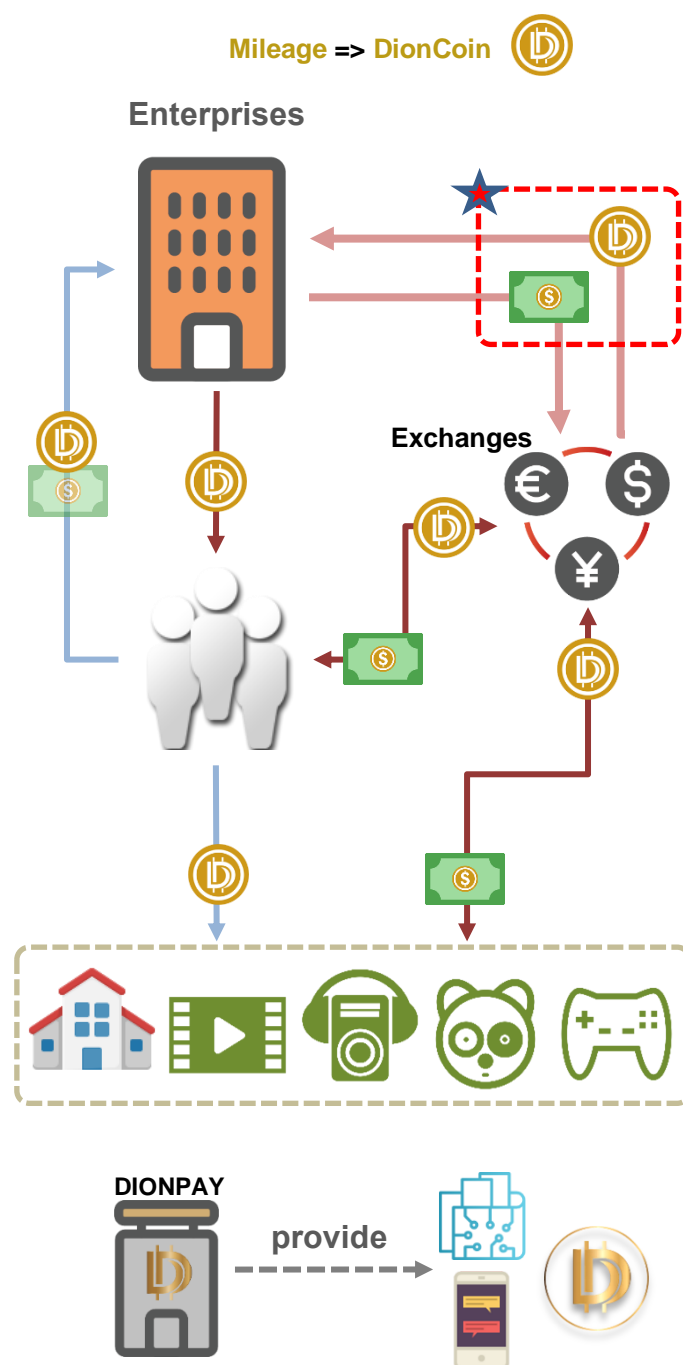 Mileage => DionCoin
Enterprises
Exchanges
DIONPAY
provide